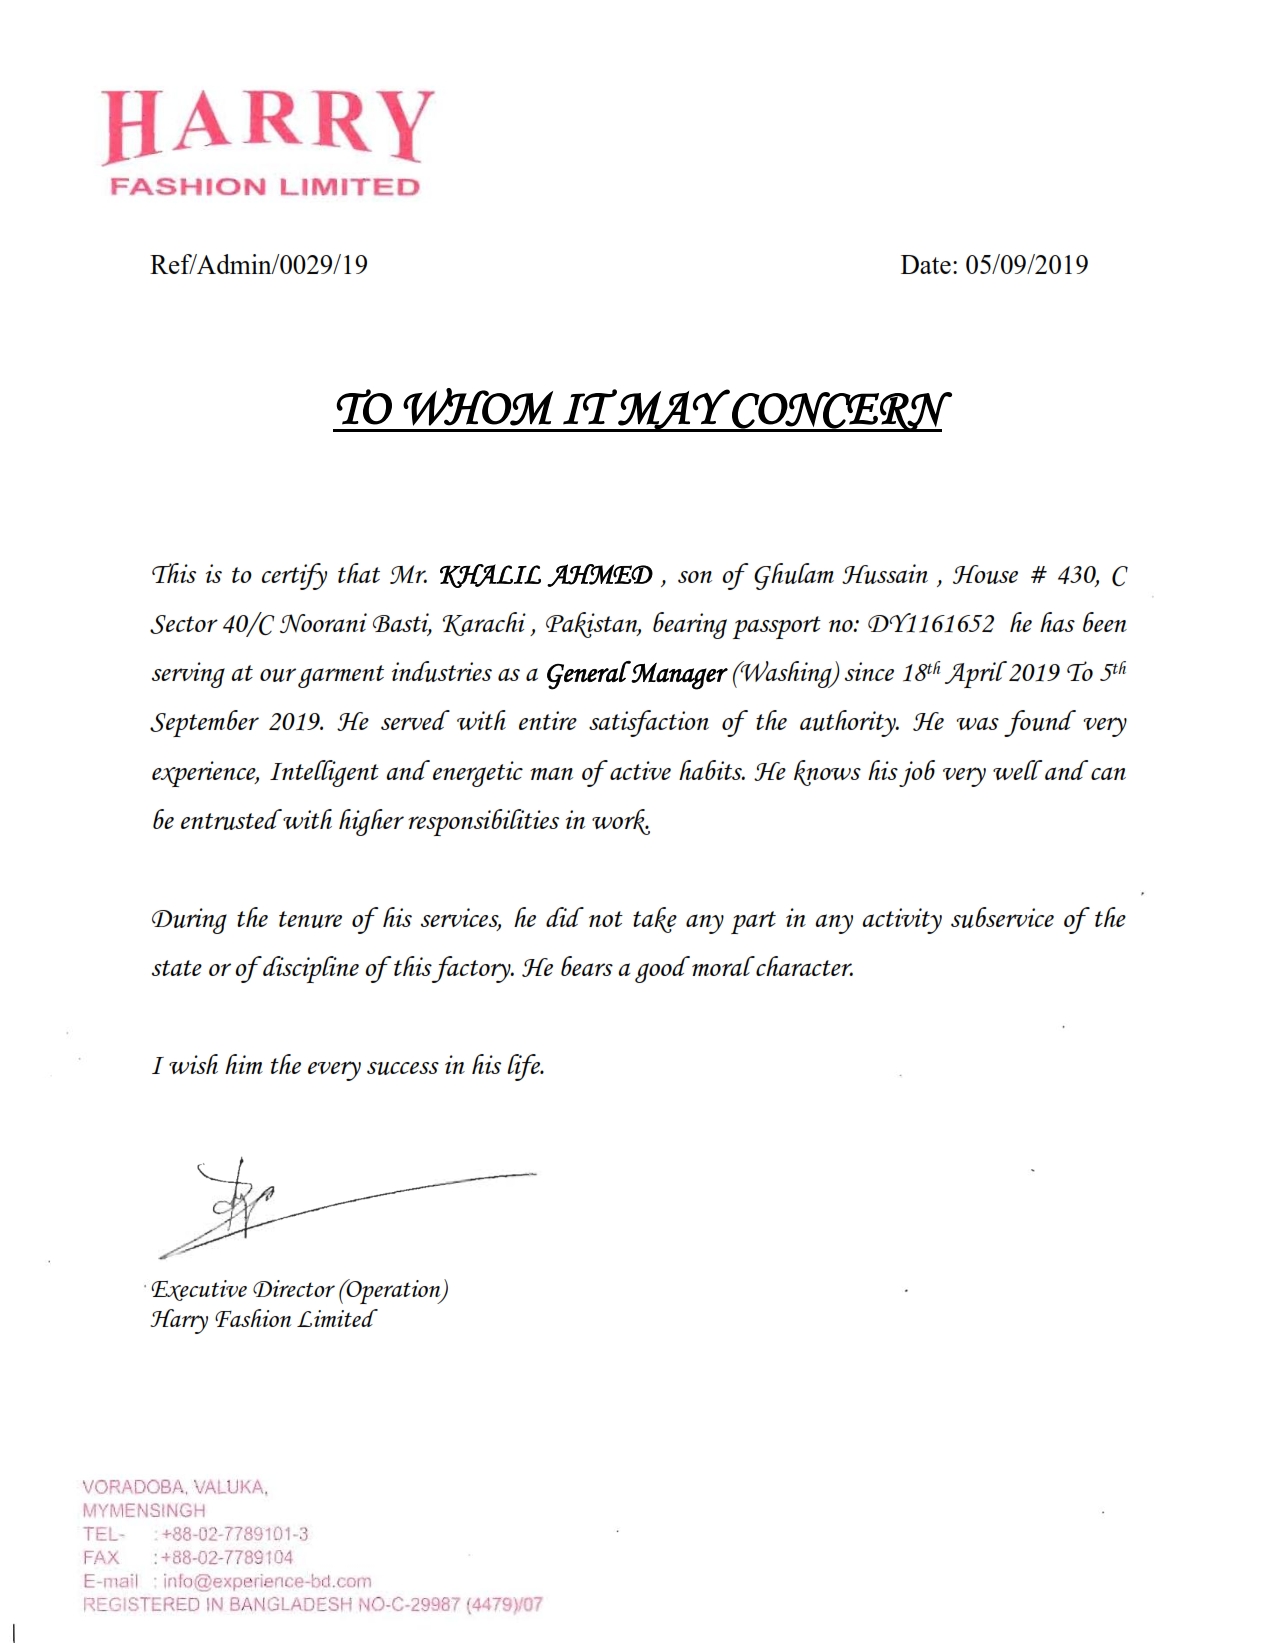 HARRY
FASHION LIMITED
Ref/Admin/0029/19 Date: 05/09/2019
TO WHOM IT MAY CONCERN
This is to certify that Mr. KHALIL AHMED , son of Ghulam Hussain , House # 430, C
Sector 40/C Noorani Basti, Karachi , Pakistan, bearing passport no: DY1161652 he has been
serving at our garment industries as a General Manager (Washing) since 18th April 2019 To 5th
September 2019. He served with entire satisfaction of the authority. He was found very
experience, Intelligent and energetic man of active habits. He knows his job very well and can
be entrusted with higher responsibilities in work.
During the tenure of his services, he did not take any part in any activity subservice of the
state or of discipline of this factory. He bears a good moral character.
I wish him the every success in his life.
Executive Director (Operation)
Harry Fashion Limited
VORADOBA, VALUKA,
MYMENSINGH
TEL- : +88-02-7789101-3
FAX : +88-02-7789104
E-mail : info@experience-bd.com
REGISTERED IN BANGLADESH NO-C-29987 (4479)/07